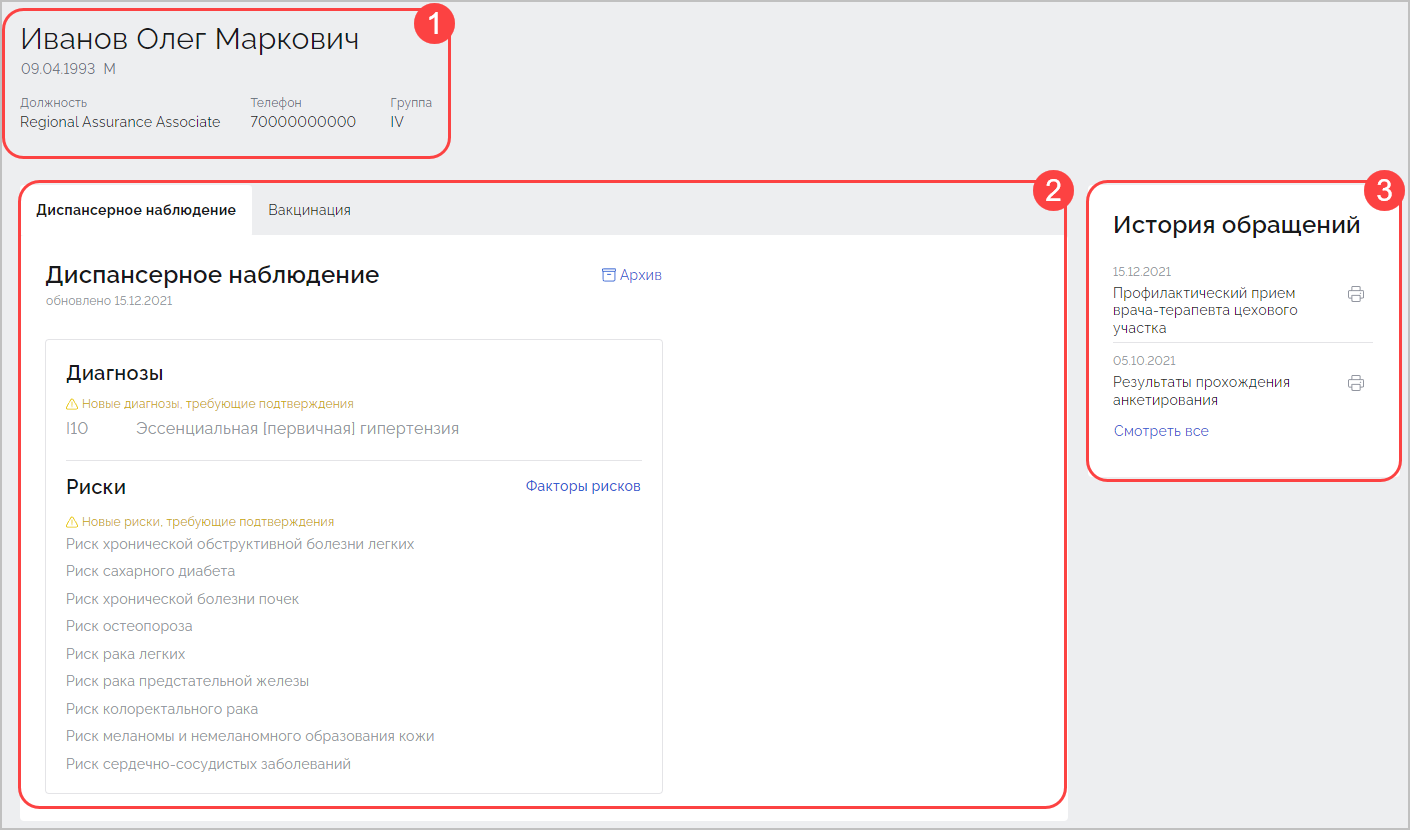 1
Иванов Олег Маркович
09.04.1993 М
Должность Телефон Группа
Regional Assurance Associate 70000000000 IV
2
Диспансерное наблюдение Вакцинация
Диспансерное наблюдение Архив
обновлено 15.12.2021
Диагнозы
Новые диагнозы, требующие подтверждения
I10 Эссенциальная [первичная] гипертензия
Риски Факторы рисков
Новые риски, требующие подтверждения
Риск хронической обструктивной болезни легких
Риск сахарного диабета
Риск хронической болезни почек
Риск остеопороза
Риск рака легких
Риск рака предстательной железы
Риск колоректального рака
Риск меланомы и немеланомного образования кожи
Риск сердечно-сосудистых заболеваний
3
История обращений
15.12.2021
Профилактический прием
врача-терапевта цехового
участка
05.10.2021
Результаты прохождения
анкетирования
Смотреть все